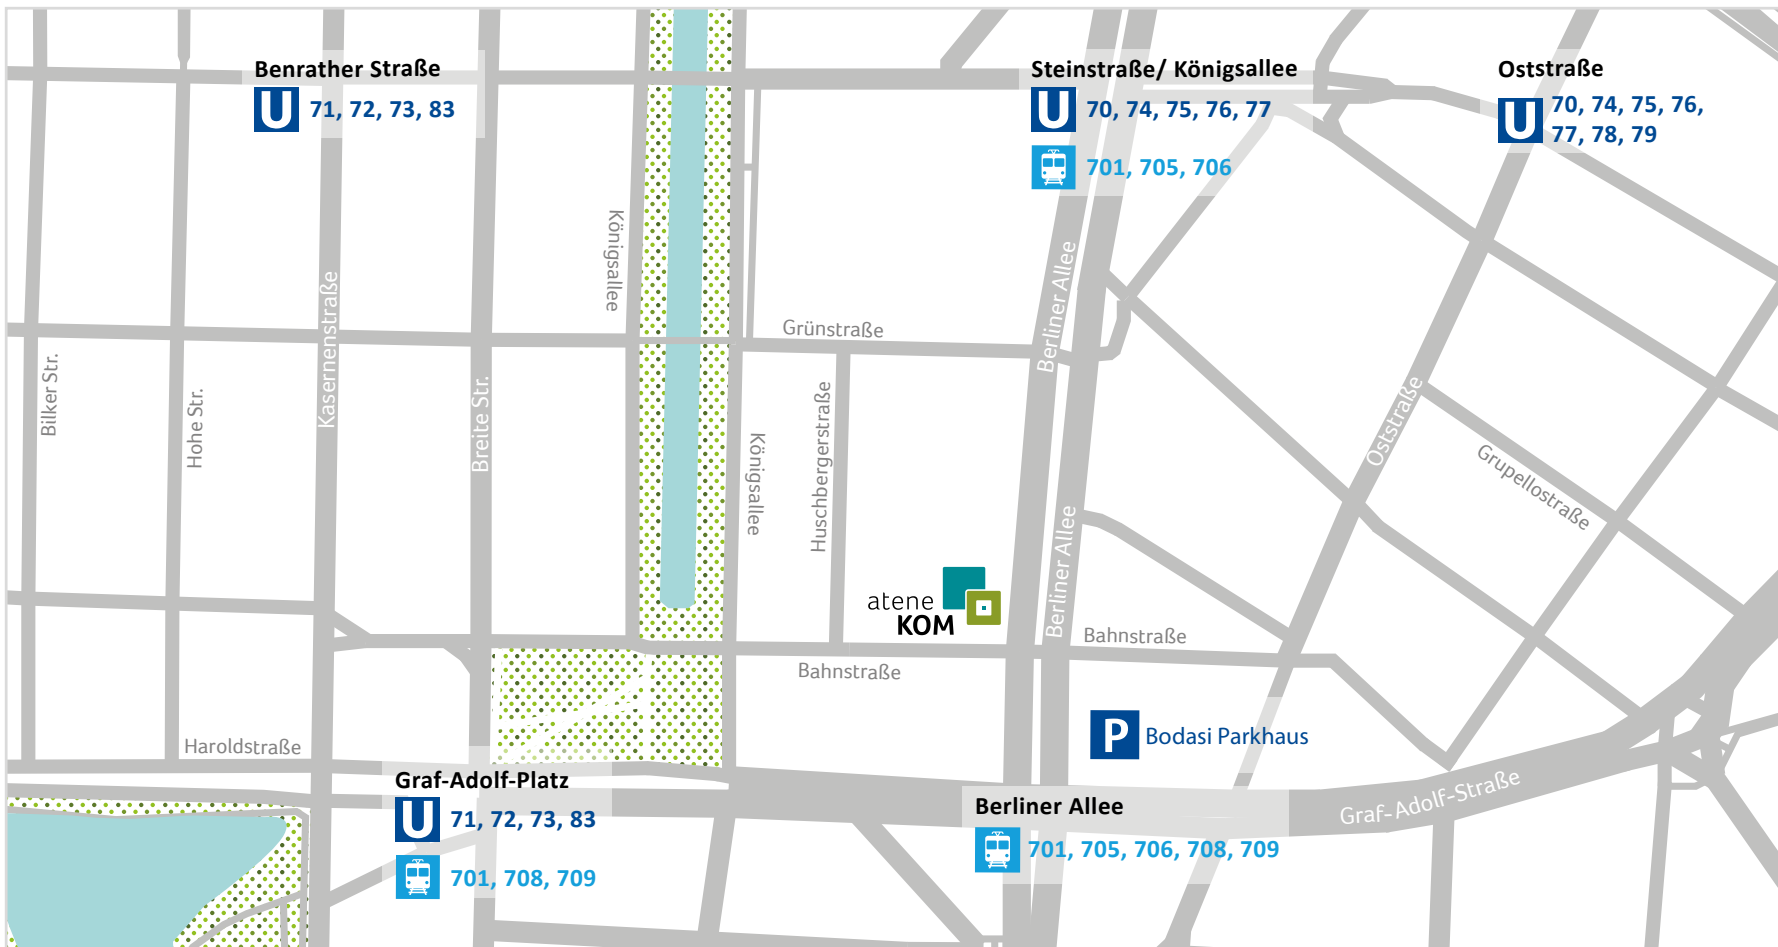 Benrather Straße
U 71, 72, 73, 83
Steinstraße/ Königsallee
U 70, 74, 75, 76, 77
701, 705, 706
Oststraße
U 70, 74, 75, 76,
77, 78, 79
Königsallee
Berliner Allee
Grünstraße
Kasernenstraße
Bilker Str.
Hohe Str.
Breite Str.
Huschbergerstraße
Königsallee
Oststraße
Grupellostraße
Berliner Allee
atene
KOM
Bahnstraße
Bahnstraße
P Bodasi Parkhaus
Haroldstraße
Graf-Adolf-Platz
U 71, 72, 73, 83
701, 708, 709
Berliner Allee
701, 705, 706, 708, 709
Graf-Adolf-Straße